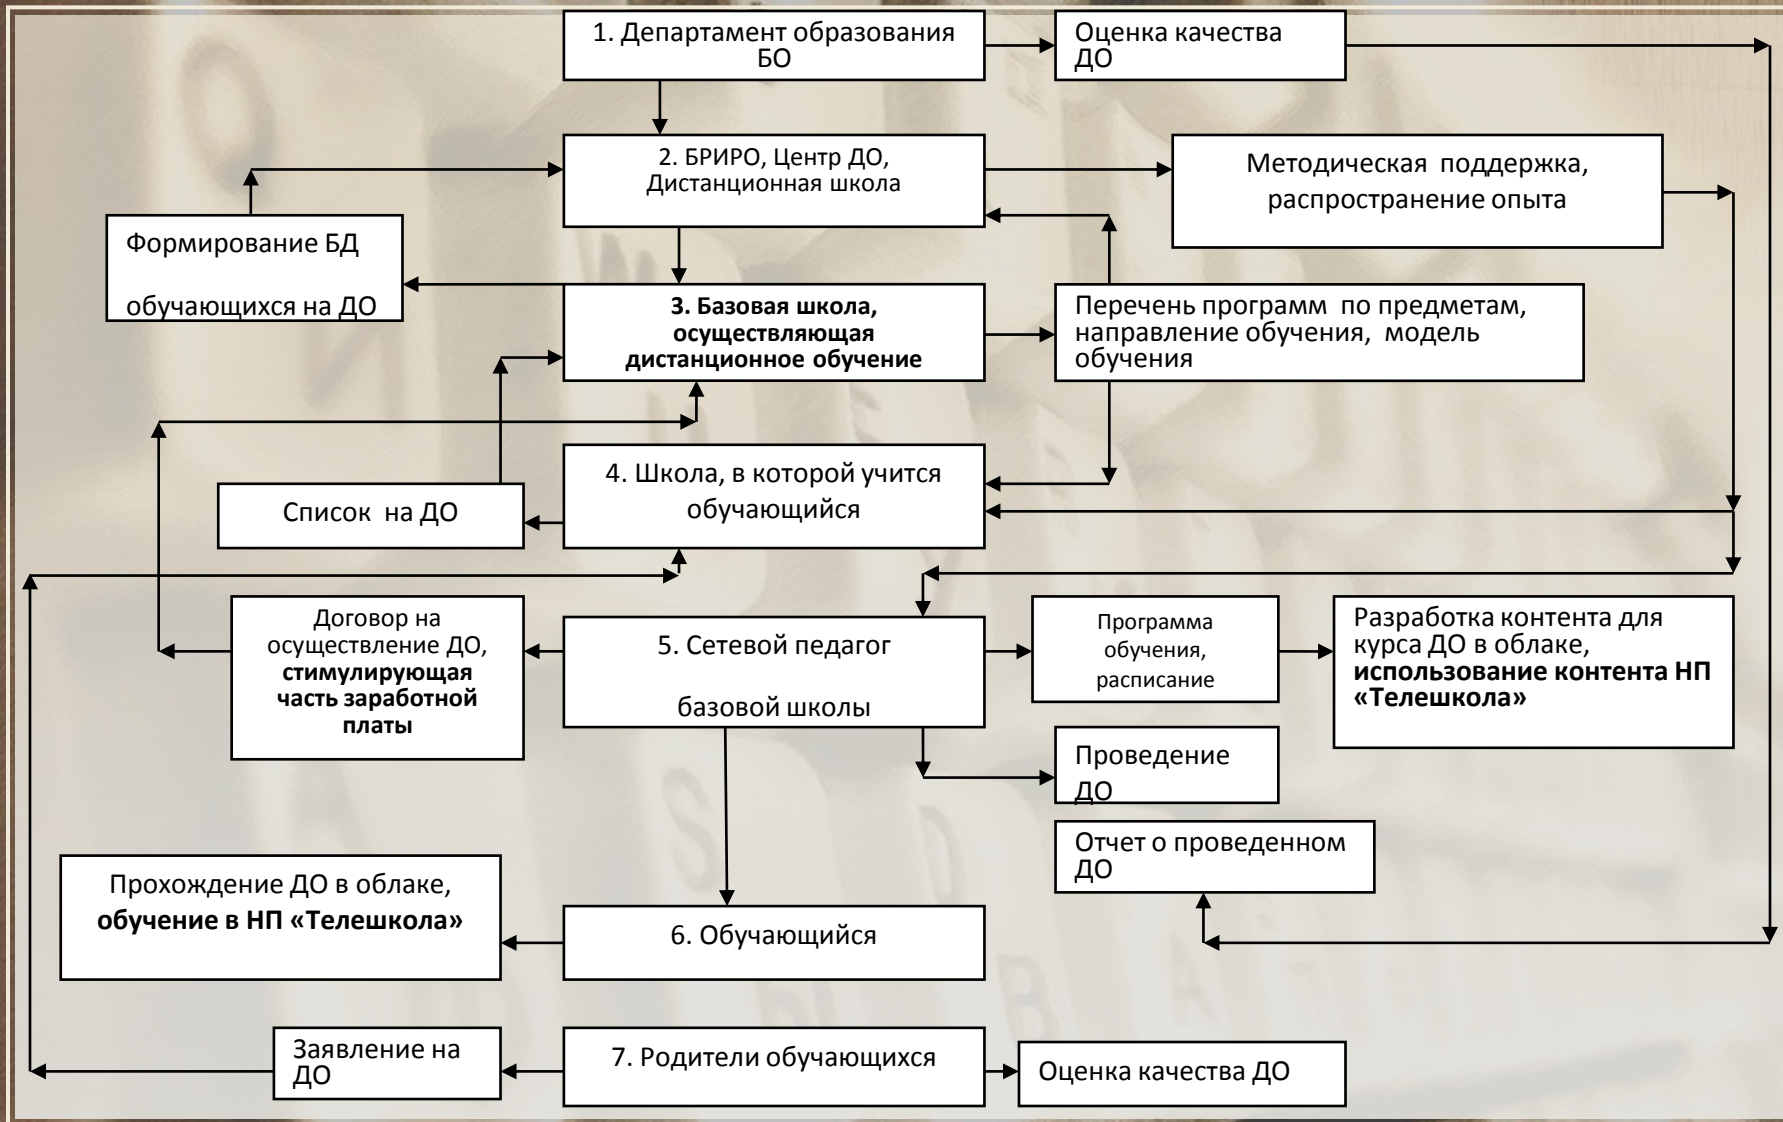 1. Департамент образования
БО
Оценка качества
ДО
2. БРИРО, Центр ДО,
Дистанционная школа
Методическая поддержка,
распространение опыта
Формирование БД
обучающихся на ДО
3. Базовая школа,
осуществляющая
дистанционное обучение
Перечень программ по предметам,
направление обучения, модель
обучения
4. Школа, в которой учится
обучающийся
Список на ДО
Договор на
осуществление ДО,
стимулирующая
часть заработной
платы
5. Сетевой педагог
базовой школы
Программа
обучения,
расписание
Разработка контента для
курса ДО в облаке,
использование контента НП
«Телешкола»
Проведение
ДО
Отчет о проведенном
ДО
Прохождение ДО в облаке,
обучение в НП «Телешкола»
6. Обучающийся
Заявление на
ДО
7. Родители обучающихся
Оценка качества ДО